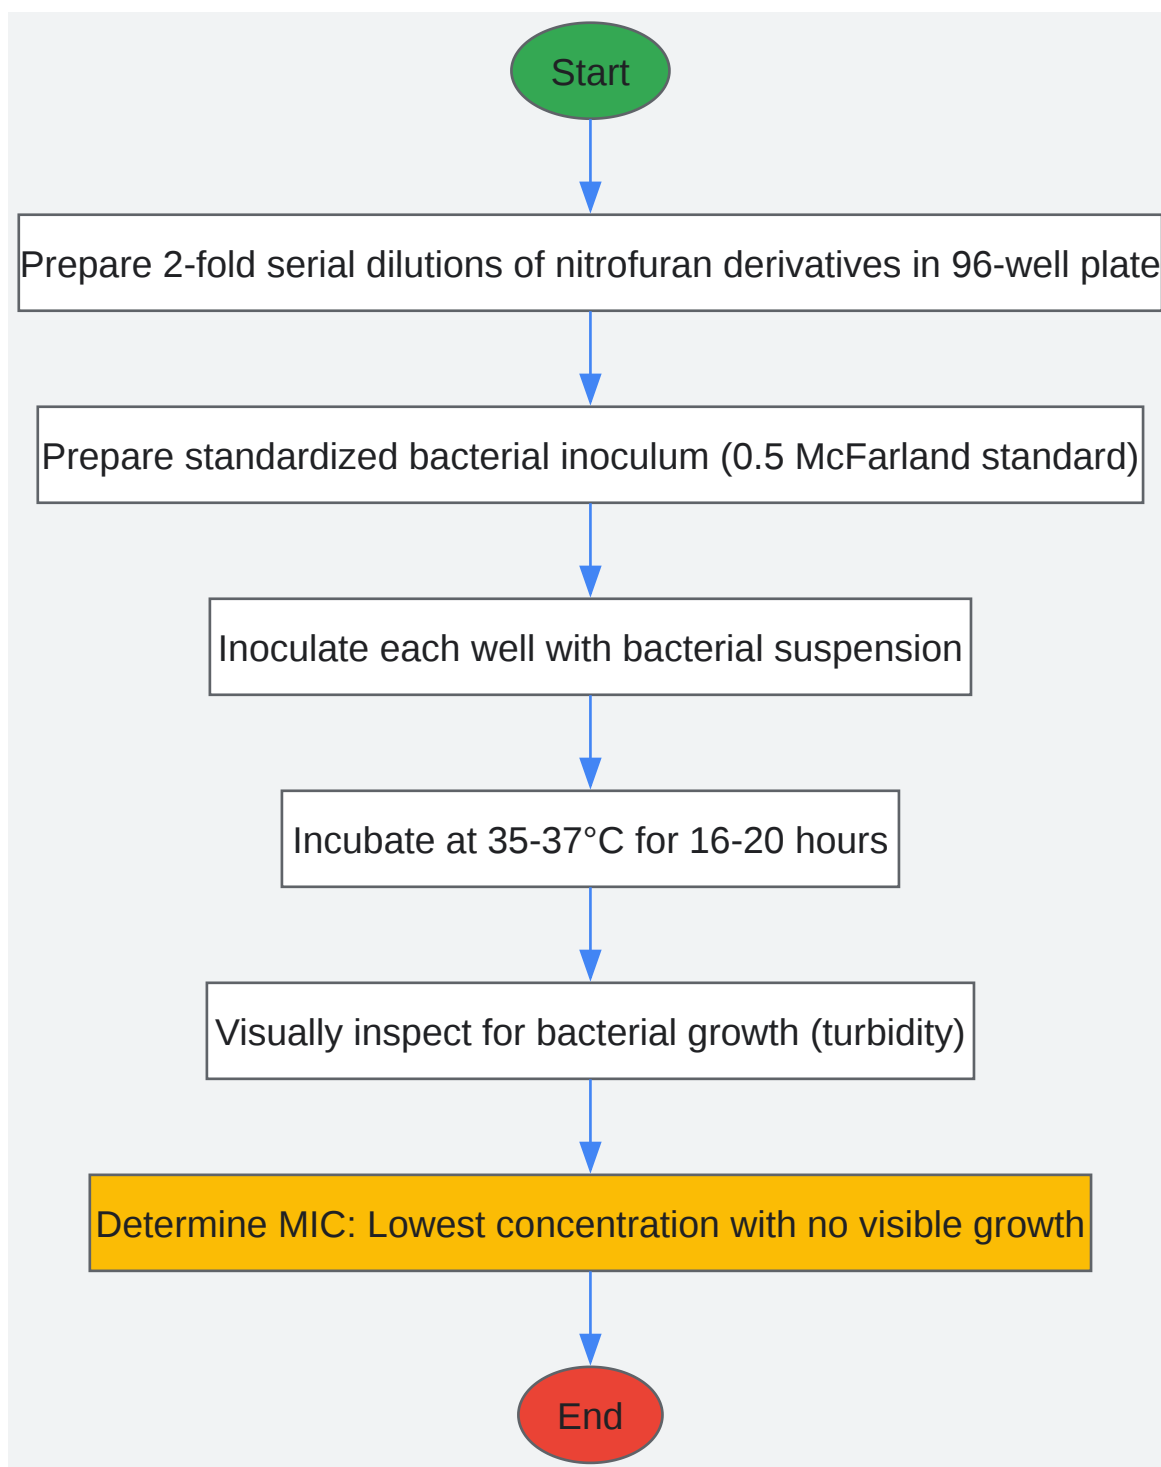 Start
Prepare 2-fold serial dilutions of nitrofuran derivatives in 96-well plate
Prepare standardized bacterial inoculum (0.5 McFarland standard)
Inoculate each well with bacterial suspension
Incubate at 35-37°C for 16-20 hours
Visually inspect for bacterial growth (turbidity)
Determine MIC: Lowest concentration with no visible growth
End